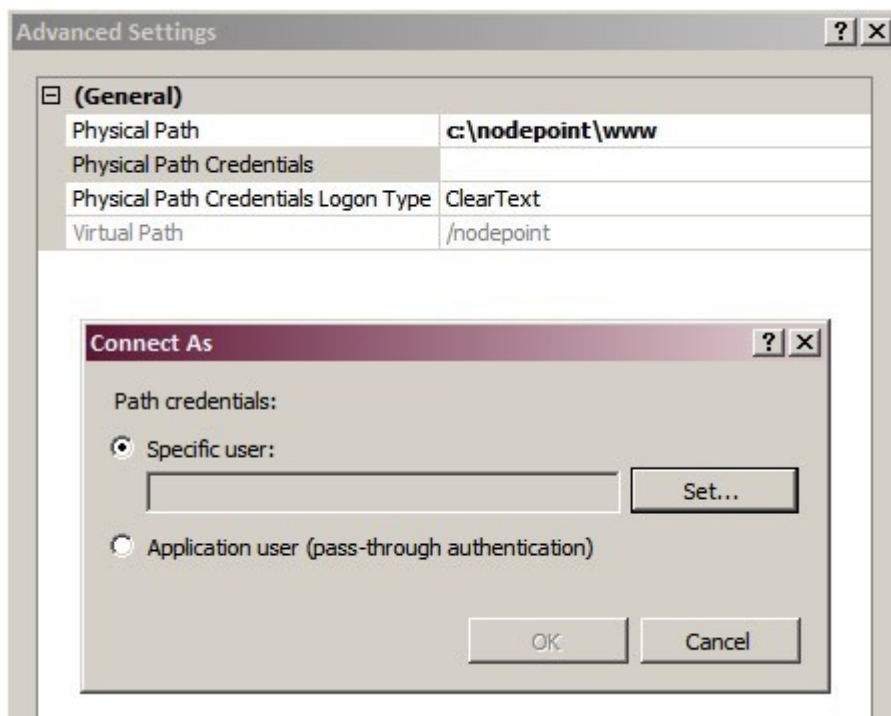 Advanced Settings
(General)
Physical Path c:\nodepoint\www
Physical Path Credentials
Physical Path Credentials Logon Type ClearText
Virtual Path /nodepoint
Connect As
Path credentials:
Specific user:
Set...
Application user (pass-through authentication)
OK Cancel